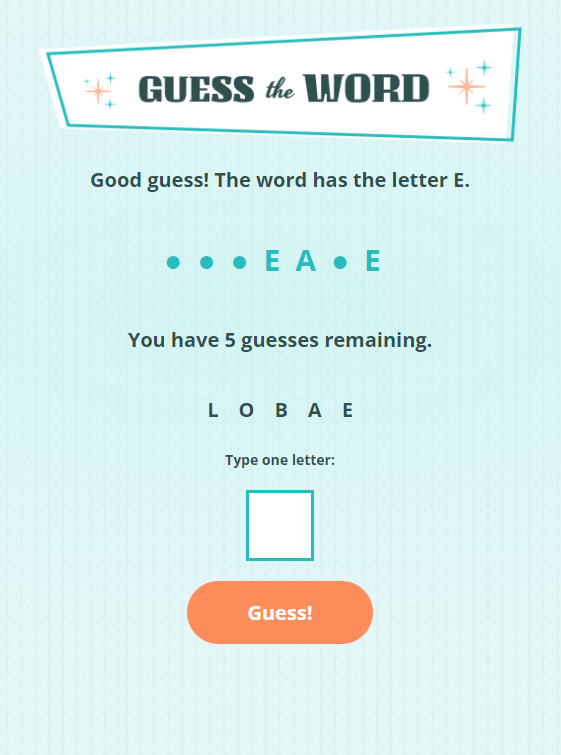 GUESS the WORD
Good guess! The word has the letter E.
● ● ● E A ● E
You have 5 guesses remaining.
L O B A E
Type one letter:
Guess!